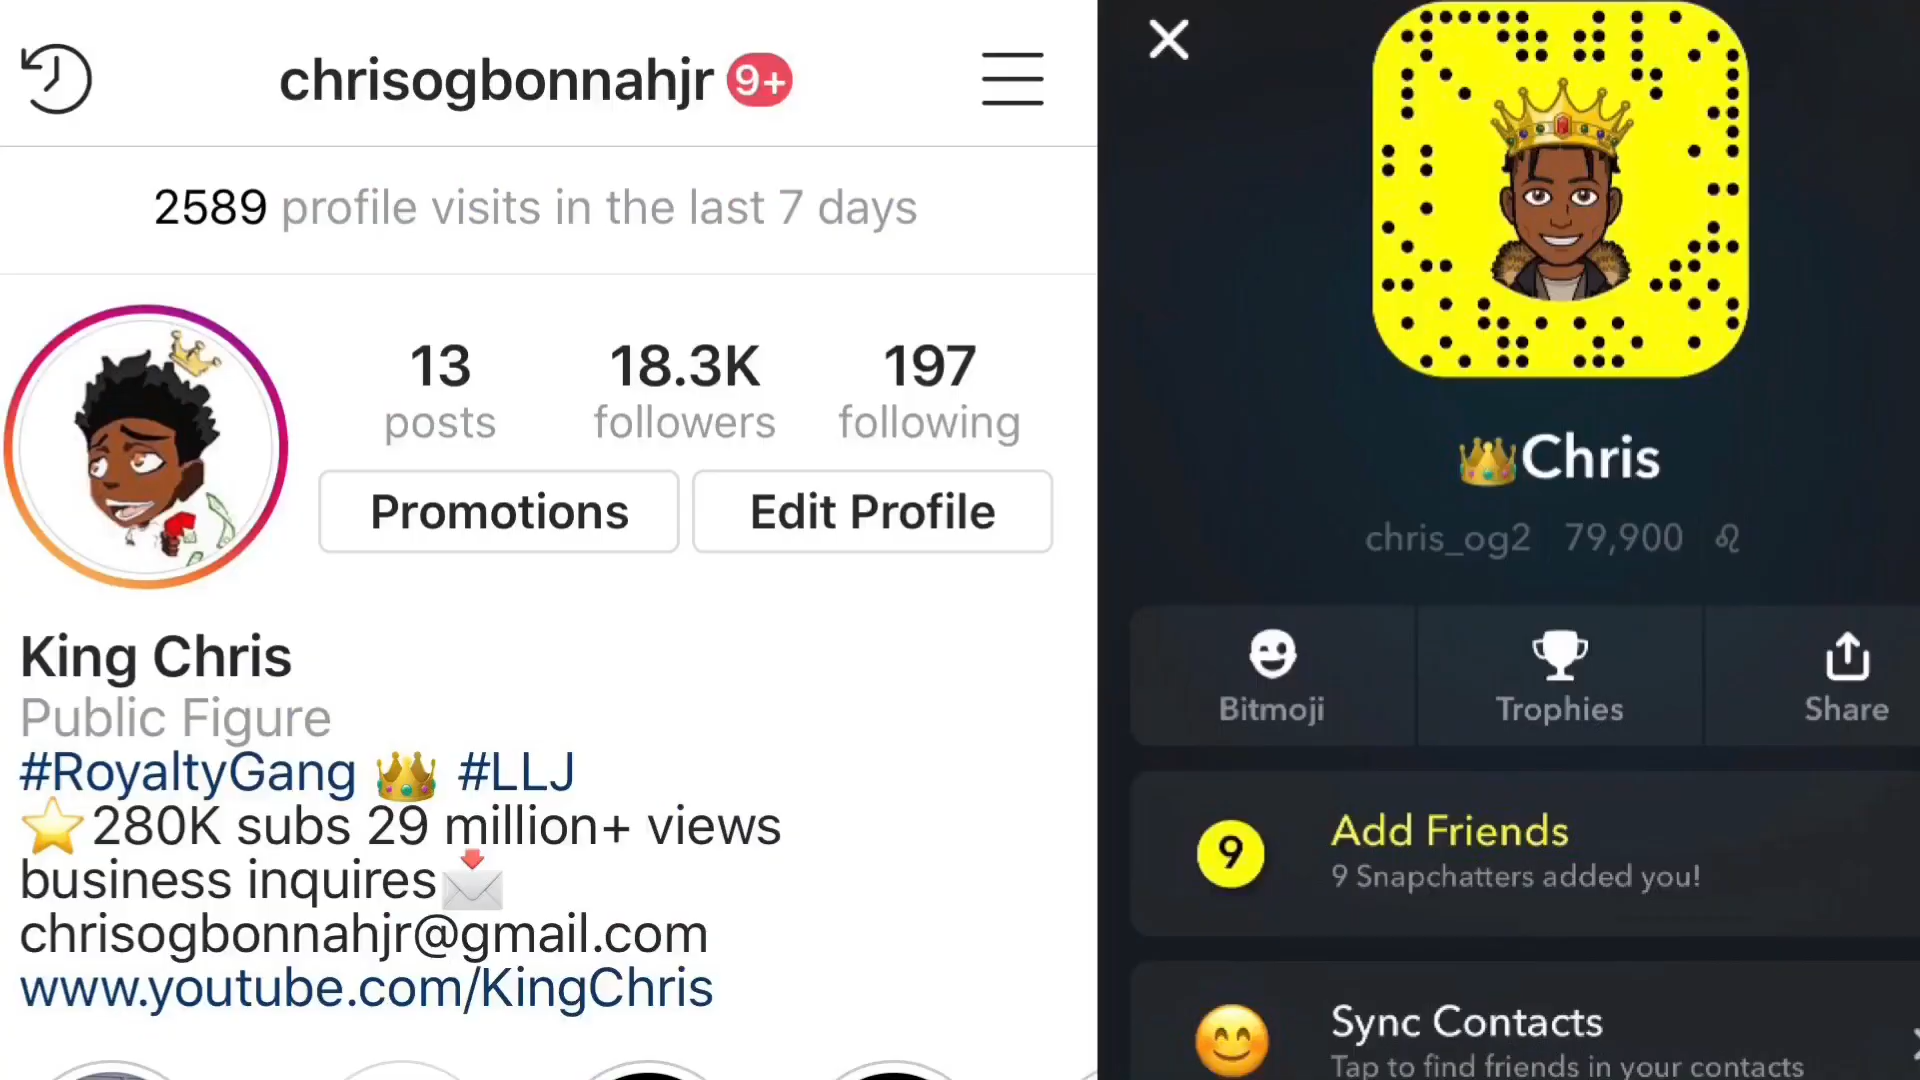 chrisogbonnahjr 9+
2589 profile visits in the last 7 days
13 18.3K 197
posts followers following
Promotions Edit Profile
King Chris
Public Figure
#RoyaltyGang 👑 #LLJ
⭐280K subs 29 million+ views
business inquires📩
chrisogbonnahjr@gmail.com
www.youtube.com/KingChris
👑Chris
chris_og2 79,900 ♌
Bitmoji Trophies Share
9 Add Friends
9 Snapchatters added you!
Sync Contacts
Tap to find friends in your contacts